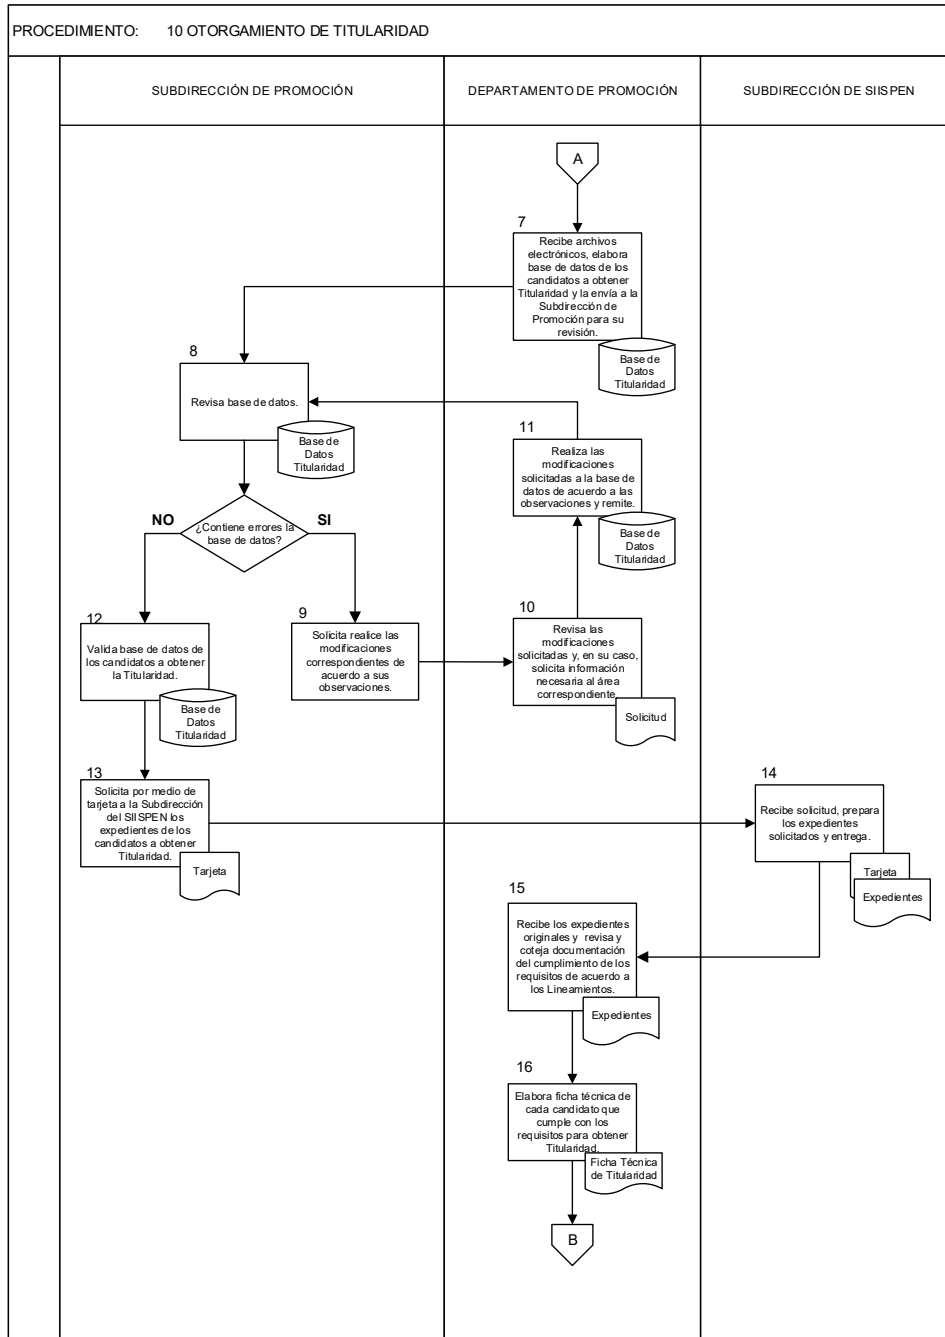 PROCEDIMIENTO: 10 OTORGAMIENTO DE TITULARIDAD
SUBDIRECCIÓN DE PROMOCIÓN
DEPARTAMENTO DE PROMOCIÓN
SUBDIRECCIÓN DE SIISPEN
A
7
Recibe archivos
electrónicos, elabora
base de datos de los
candidatos a obtener
Titularidad y la envía a la
Subdirección de
Promoción para su
revisión.
Base de
Datos
Titularidad
8
Revisa base de datos.
Base de
Datos
Titularidad
11
Realiza las
modificaciones
solicitadas a la base de
datos de acuerdo a las
observaciones y remite.
Base de
Datos
Titularidad
NO
¿Contiene errores la
base de datos?
SI
9
Solicita realice las
modificaciones
correspondientes de
acuerdo a sus
observaciones.
10
Revisa las
modificaciones
solicitadas y, en su caso,
solicita información
necesaria al área
correspondiente
Solicitud
12
Valida base de datos de
los candidatos a obtener
la Titularidad.
Base de
Datos
Titularidad
13
Solicita por medio de
tarjeta a la Subdirección
del SIISPEN los
expedientes de los
candidatos a obtener
Titularidad.
Tarjeta
14
Recibe solicitud, prepara
los expedientes
solicitados y entrega.
Tarjeta
Expedientes
15
Recibe los expedientes
originales y revisa y
coteja documentación
del cumplimiento de los
requisitos de acuerdo a
los Lineamientos.
Expedientes
16
Elabora ficha técnica de
cada candidato que
cumple con los
requisitos para obtener
Titularidad.
Ficha Técnica
de Titularidad
B